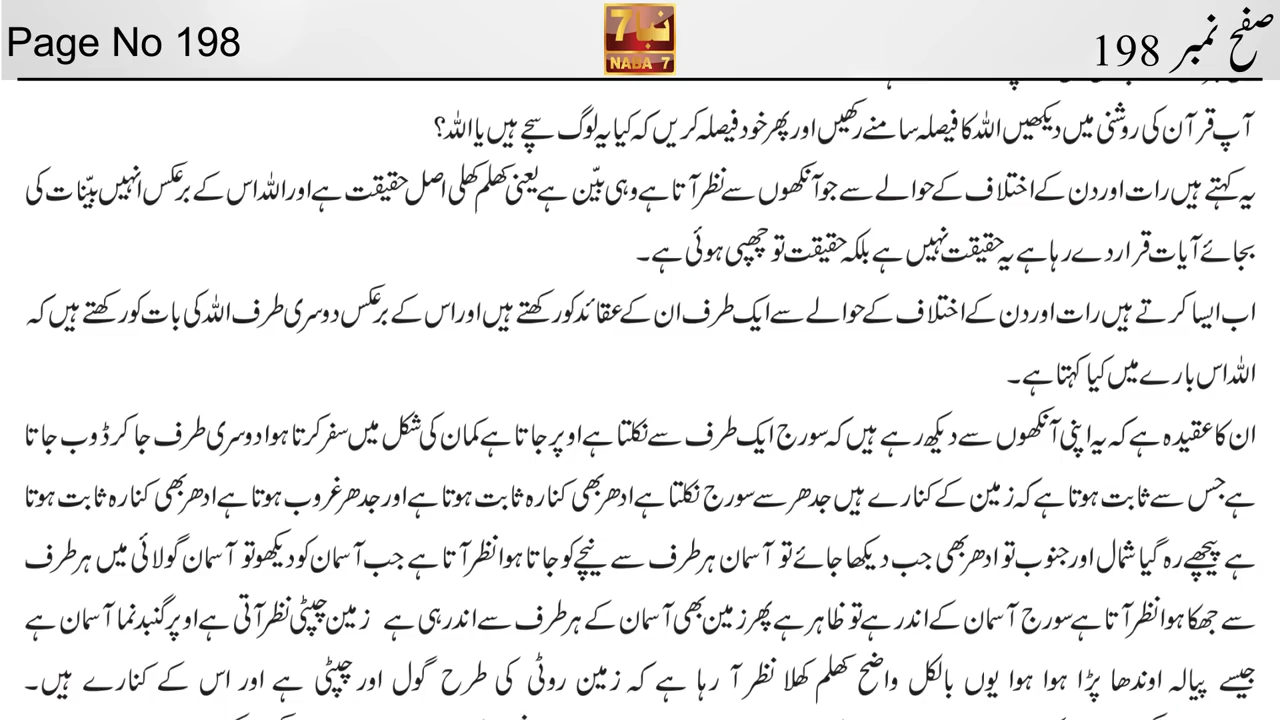 Page No 198
نبا 7
NABA 7
صفحہ نمبر 198
آپ قرآن کی روشنی میں دیکھیں اللہ کا فیصلہ سامنے رکھیں اور پھر خود فیصلہ کریں کہ کیا یہ لوگ سچے ہیں یا اللہ؟
یہ کہتے ہیں رات اور دن کے اختلاف کے حوالے سے جو آنکھوں سے نظر آتا ہے وہی بیّن ہے یعنی کھلم کھلی اصل حقیقت ہے اور اللہ اس کے برعکس انہیں بیّنات کی
بجائے آیات قرار دے رہا ہے یہ حقیقت نہیں ہے بلکہ حقیقت تو چھپی ہوئی ہے۔
اب ایسا کرتے ہیں رات اور دن کے اختلاف کے حوالے سے ایک طرف ان کے عقائد کو رکھتے ہیں اور اس کے برعکس دوسری طرف اللہ کی بات کو رکھتے ہیں کہ
اللہ اس بارے میں کیا کہتا ہے۔
ان کا عقیدہ ہے کہ یہ اپنی آنکھوں سے دیکھ رہے ہیں کہ سورج ایک طرف سے نکلتا ہے اوپر جاتا ہے کمان کی شکل میں سفر کرتا ہوا دوسری طرف جا کر ڈوب جاتا
ہے جس سے ثابت ہوتا ہے کہ زمین کے کنارے ہیں جدھر سے سورج نکلتا ہے ادھر بھی کنارہ ثابت ہوتا ہے اور جدھر غروب ہوتا ہے ادھر بھی کنارہ ثابت ہوتا
ہے پیچھے رہ گیا شمال اور جنوب تو ادھر بھی جب دیکھا جائے تو آسمان ہر طرف سے نیچے کو جاتا ہوا نظر آتا ہے جب آسمان کو دیکھو تو آسمان گولائی میں ہر طرف
سے جھکا ہوا نظر آتا ہے سورج آسمان کے اندر ہے تو ظاہر ہے پھر زمین بھی آسمان کے ہر طرف سے اندر ہی ہے زمین چپٹی نظر آتی ہے اوپر گنبد نما آسمان ہے
جیسے پیالہ اوندھا پڑا ہوا ہوا یوں بالکل واضح کھلم کھلا نظر آ رہا ہے کہ زمین روٹی کی طرح گول اور چپٹی ہے اور اس کے کنارے ہیں۔